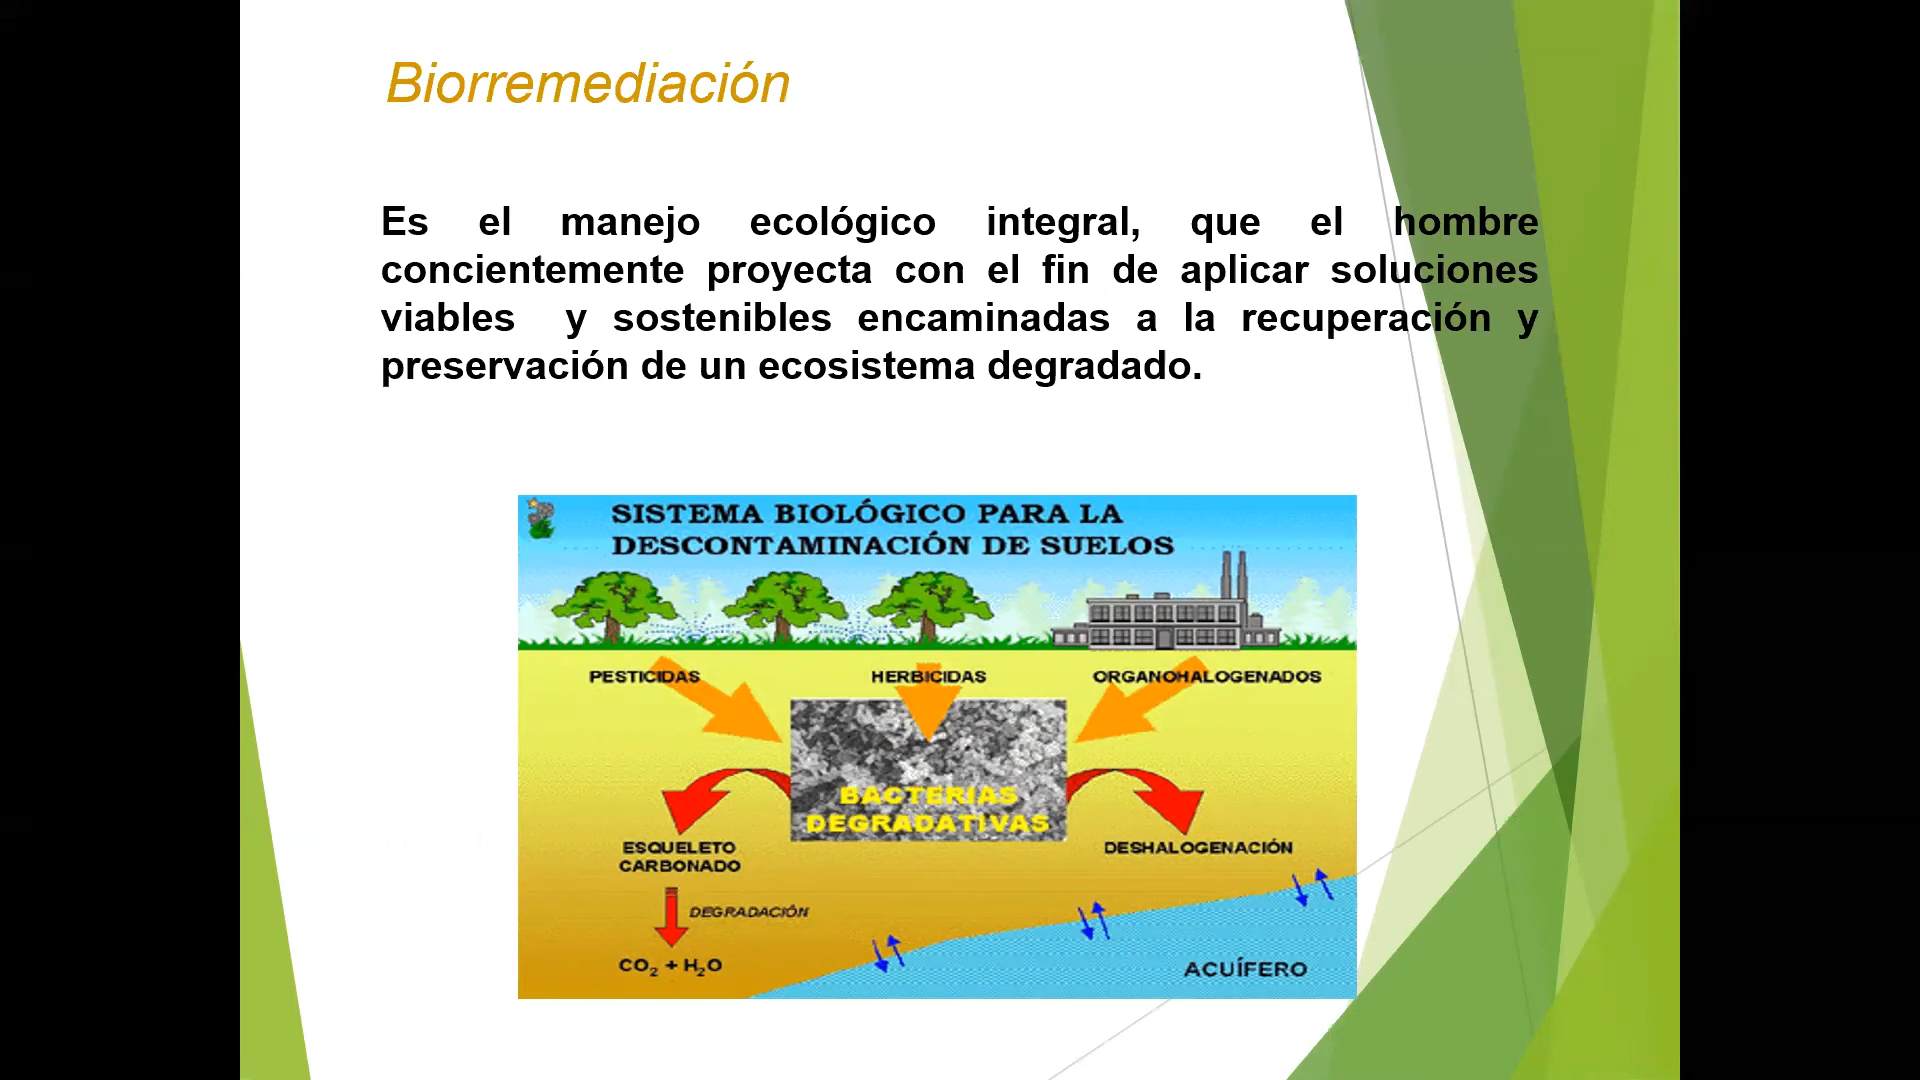 Biorremediación
Es el manejo ecológico integral, que el hombre
concientemente proyecta con el fin de aplicar soluciones
viables y sostenibles encaminadas a la recuperación y
preservación de un ecosistema degradado.
SISTEMA BIOLÓGICO PARA LA
DESCONTAMINACIÓN DE SUELOS
PESTICIDAS
HERBICIDAS
ORGANOHALOGENADOS
BACTERIAS
DEGRADATIVAS
ESQUELETO
CARBONADO
DESHALOGENACIÓN
DEGRADACIÓN
CO₂ + H₂O
ACUÍFERO